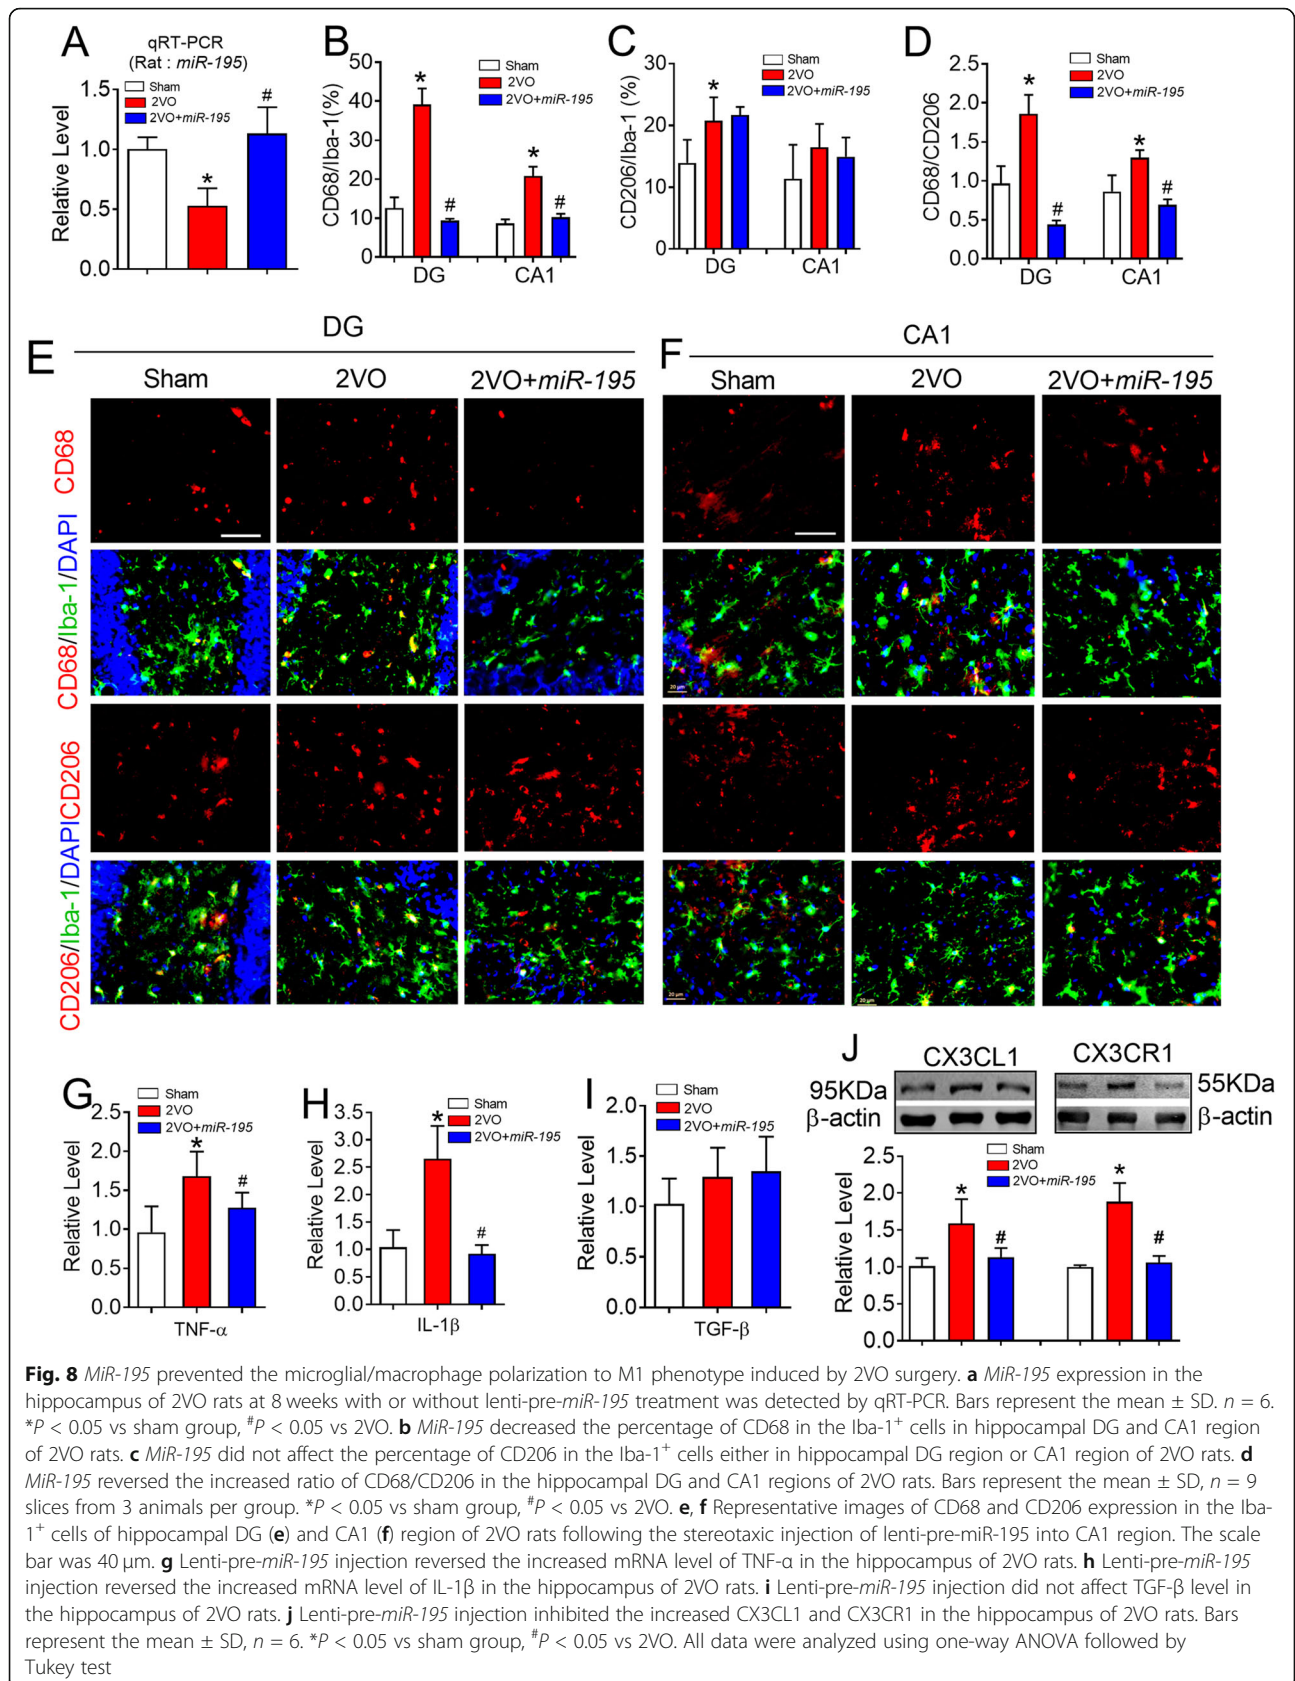 A
qRT-PCR
(Rat : miR-195)
Sham
2VO
2VO+miR-195
Relative Level
1.5
1.0
0.5
0.0
*
#
B
Sham
2VO
2VO+miR-195
CD68/Iba-1(%)
50
40
30
20
10
0
*
#
*
#
DG
CA1
C
Sham
2VO
2VO+miR-195
CD206/Iba-1 (%)
30
20
10
0
*
DG
CA1
D
Sham
2VO
2VO+miR-195
CD68/CD206
2.5
2.0
1.5
1.0
0.5
0.0
*
#
*
#
DG
CA1
E
DG
Sham
2VO
2VO+miR-195
F
CA1
Sham
2VO
2VO+miR-195
CD68
CD68/Iba-1/DAPI
20 µm
CD206
CD206/Iba-1/DAPI
20 µm
20 µm
G
Sham
2VO
2VO+miR-195
Relative Level
2.5
2.0
1.5
1.0
0.5
0.0
*
#
TNF-α
H
Sham
2VO
2VO+miR-195
Relative Level
3.5
3.0
2.5
2.0
1.5
1.0
0.5
0.0
*
#
IL-1β
I
Sham
2VO
2VO+miR-195
Relative Level
2.0
1.5
1.0
0.5
0.0
TGF-β
J
CX3CL1
CX3CR1
95KDa
55KDa
β-actin
β-actin
Sham
2VO
2VO+miR-195
Relative Level
2.5
2.0
1.5
1.0
0.5
0.0
*
#
*
#
Fig. 8 MiR-195 prevented the microglial/macrophage polarization to M1 phenotype induced by 2VO surgery. a MiR-195 expression in the
hippocampus of 2VO rats at 8 weeks with or without lenti-pre-miR-195 treatment was detected by qRT-PCR. Bars represent the mean ± SD. n = 6.
*P < 0.05 vs sham group, #P < 0.05 vs 2VO. b MiR-195 decreased the percentage of CD68 in the Iba-1+ cells in hippocampal DG and CA1 region
of 2VO rats. c MiR-195 did not affect the percentage of CD206 in the Iba-1+ cells either in hippocampal DG region or CA1 region of 2VO rats. d
MiR-195 reversed the increased ratio of CD68/CD206 in the hippocampal DG and CA1 regions of 2VO rats. Bars represent the mean ± SD, n = 9
slices from 3 animals per group. *P < 0.05 vs sham group, #P < 0.05 vs 2VO. e, f Representative images of CD68 and CD206 expression in the Iba-
1+ cells of hippocampal DG (e) and CA1 (f) region of 2VO rats following the stereotaxic injection of lenti-pre-miR-195 into CA1 region. The scale
bar was 40 µm. g Lenti-pre-miR-195 injection reversed the increased mRNA level of TNF-α in the hippocampus of 2VO rats. h Lenti-pre-miR-195
injection reversed the increased mRNA level of IL-1β in the hippocampus of 2VO rats. i Lenti-pre-miR-195 injection did not affect TGF-β level in
the hippocampus of 2VO rats. j Lenti-pre-miR-195 injection inhibited the increased CX3CL1 and CX3CR1 in the hippocampus of 2VO rats. Bars
represent the mean ± SD, n = 6. *P < 0.05 vs sham group, #P < 0.05 vs 2VO. All data were analyzed using one-way ANOVA followed by
Tukey test